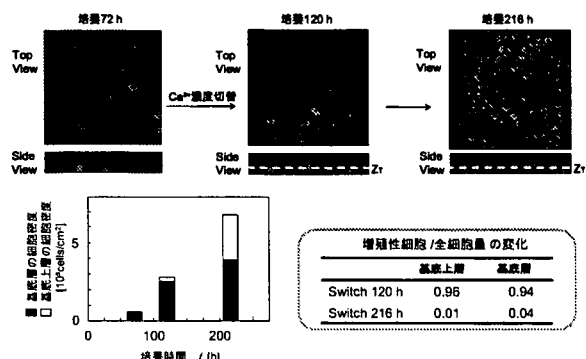 培養72 h
培養120 h
培養216 h
Top
View
Top
View
Top
View
Ca²⁺濃度切替
Side
View
Side
View
ZT
Side
View
ZT
基底層の細胞密度
基底上層の細胞密度
[10⁵cells/cm²]
5
0
0
100
200
培養時間, t [h]
増殖性細胞 /全細胞量 の変化
基底上層
基底層
Switch 120 h
0.96
0.94
Switch 216 h
0.01
0.04